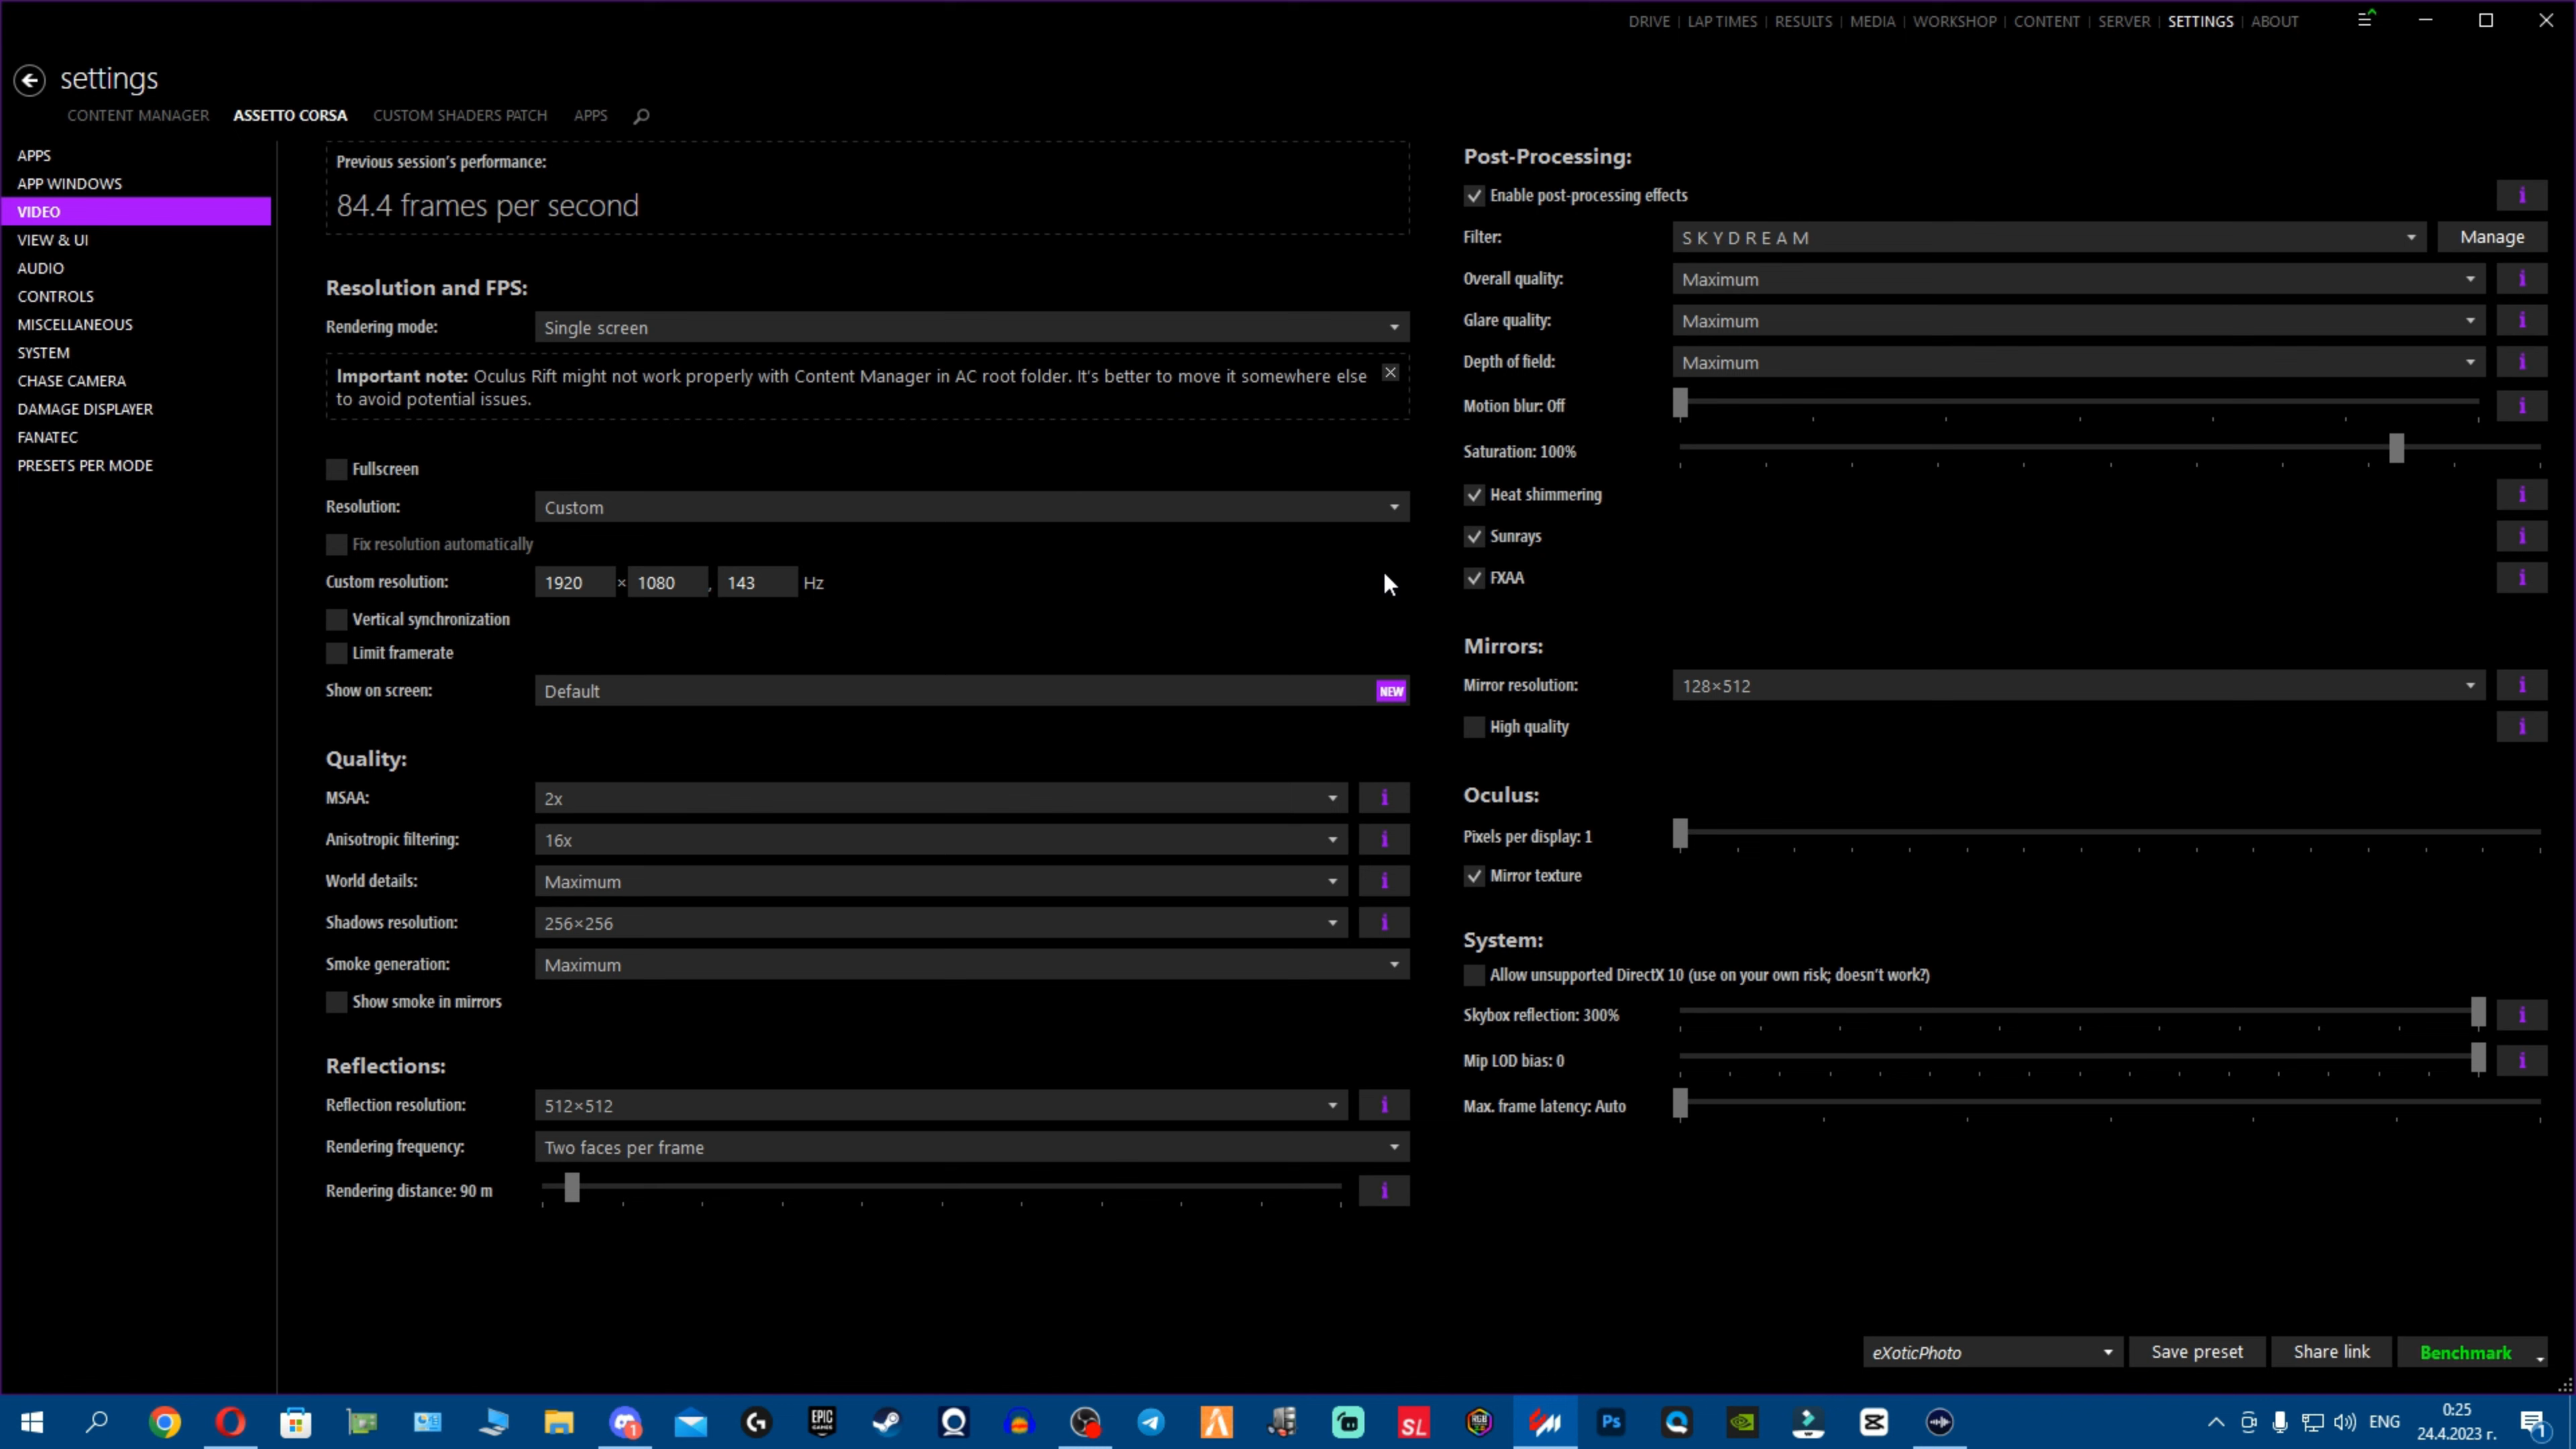 DRIVE | LAP TIMES | RESULTS | MEDIA | WORKSHOP | CONTENT | SERVER | SETTINGS | ABOUT
settings
CONTENT MANAGER ASSETTO CORSA CUSTOM SHADERS PATCH APPS
APPS
APP WINDOWS
VIDEO
VIEW & UI
AUDIO
CONTROLS
MISCELLANEOUS
SYSTEM
CHASE CAMERA
DAMAGE DISPLAYER
FANATEC
PRESETS PER MODE
Previous session's performance:
84.4 frames per second
Resolution and FPS:
Rendering mode: Single screen
Important note: Oculus Rift might not work properly with Content Manager in AC root folder. It's better to move it somewhere else
to avoid potential issues.
Fullscreen
Resolution: Custom
Fix resolution automatically
Custom resolution: 1920 × 1080 , 143 Hz
Vertical synchronization
Limit framerate
Show on screen: Default NEW
Quality:
MSAA: 2x i
Anisotropic filtering: 16x i
World details: Maximum i
Shadows resolution: 256×256 i
Smoke generation: Maximum
Show smoke in mirrors
Reflections:
Reflection resolution: 512×512 i
Rendering frequency: Two faces per frame
Rendering distance: 90 m i
Post-Processing:
Enable post-processing effects i
Filter: S K Y D R E A M Manage
Overall quality: Maximum i
Glare quality: Maximum i
Depth of field: Maximum i
Motion blur: Off i
Saturation: 100%
Heat shimmering i
Sunrays i
FXAA i
Mirrors:
Mirror resolution: 128×512 i
High quality i
Oculus:
Pixels per display: 1
Mirror texture
System:
Allow unsupported DirectX 10 (use on your own risk; doesn't work?)
Skybox reflection: 300% i
Mip LOD bias: 0 i
Max. frame latency: Auto
eXoticPhoto Save preset Share link Benchmark
1 EPIC GAMES SL Ps ENG 0:25
24.4.2023 г. 1